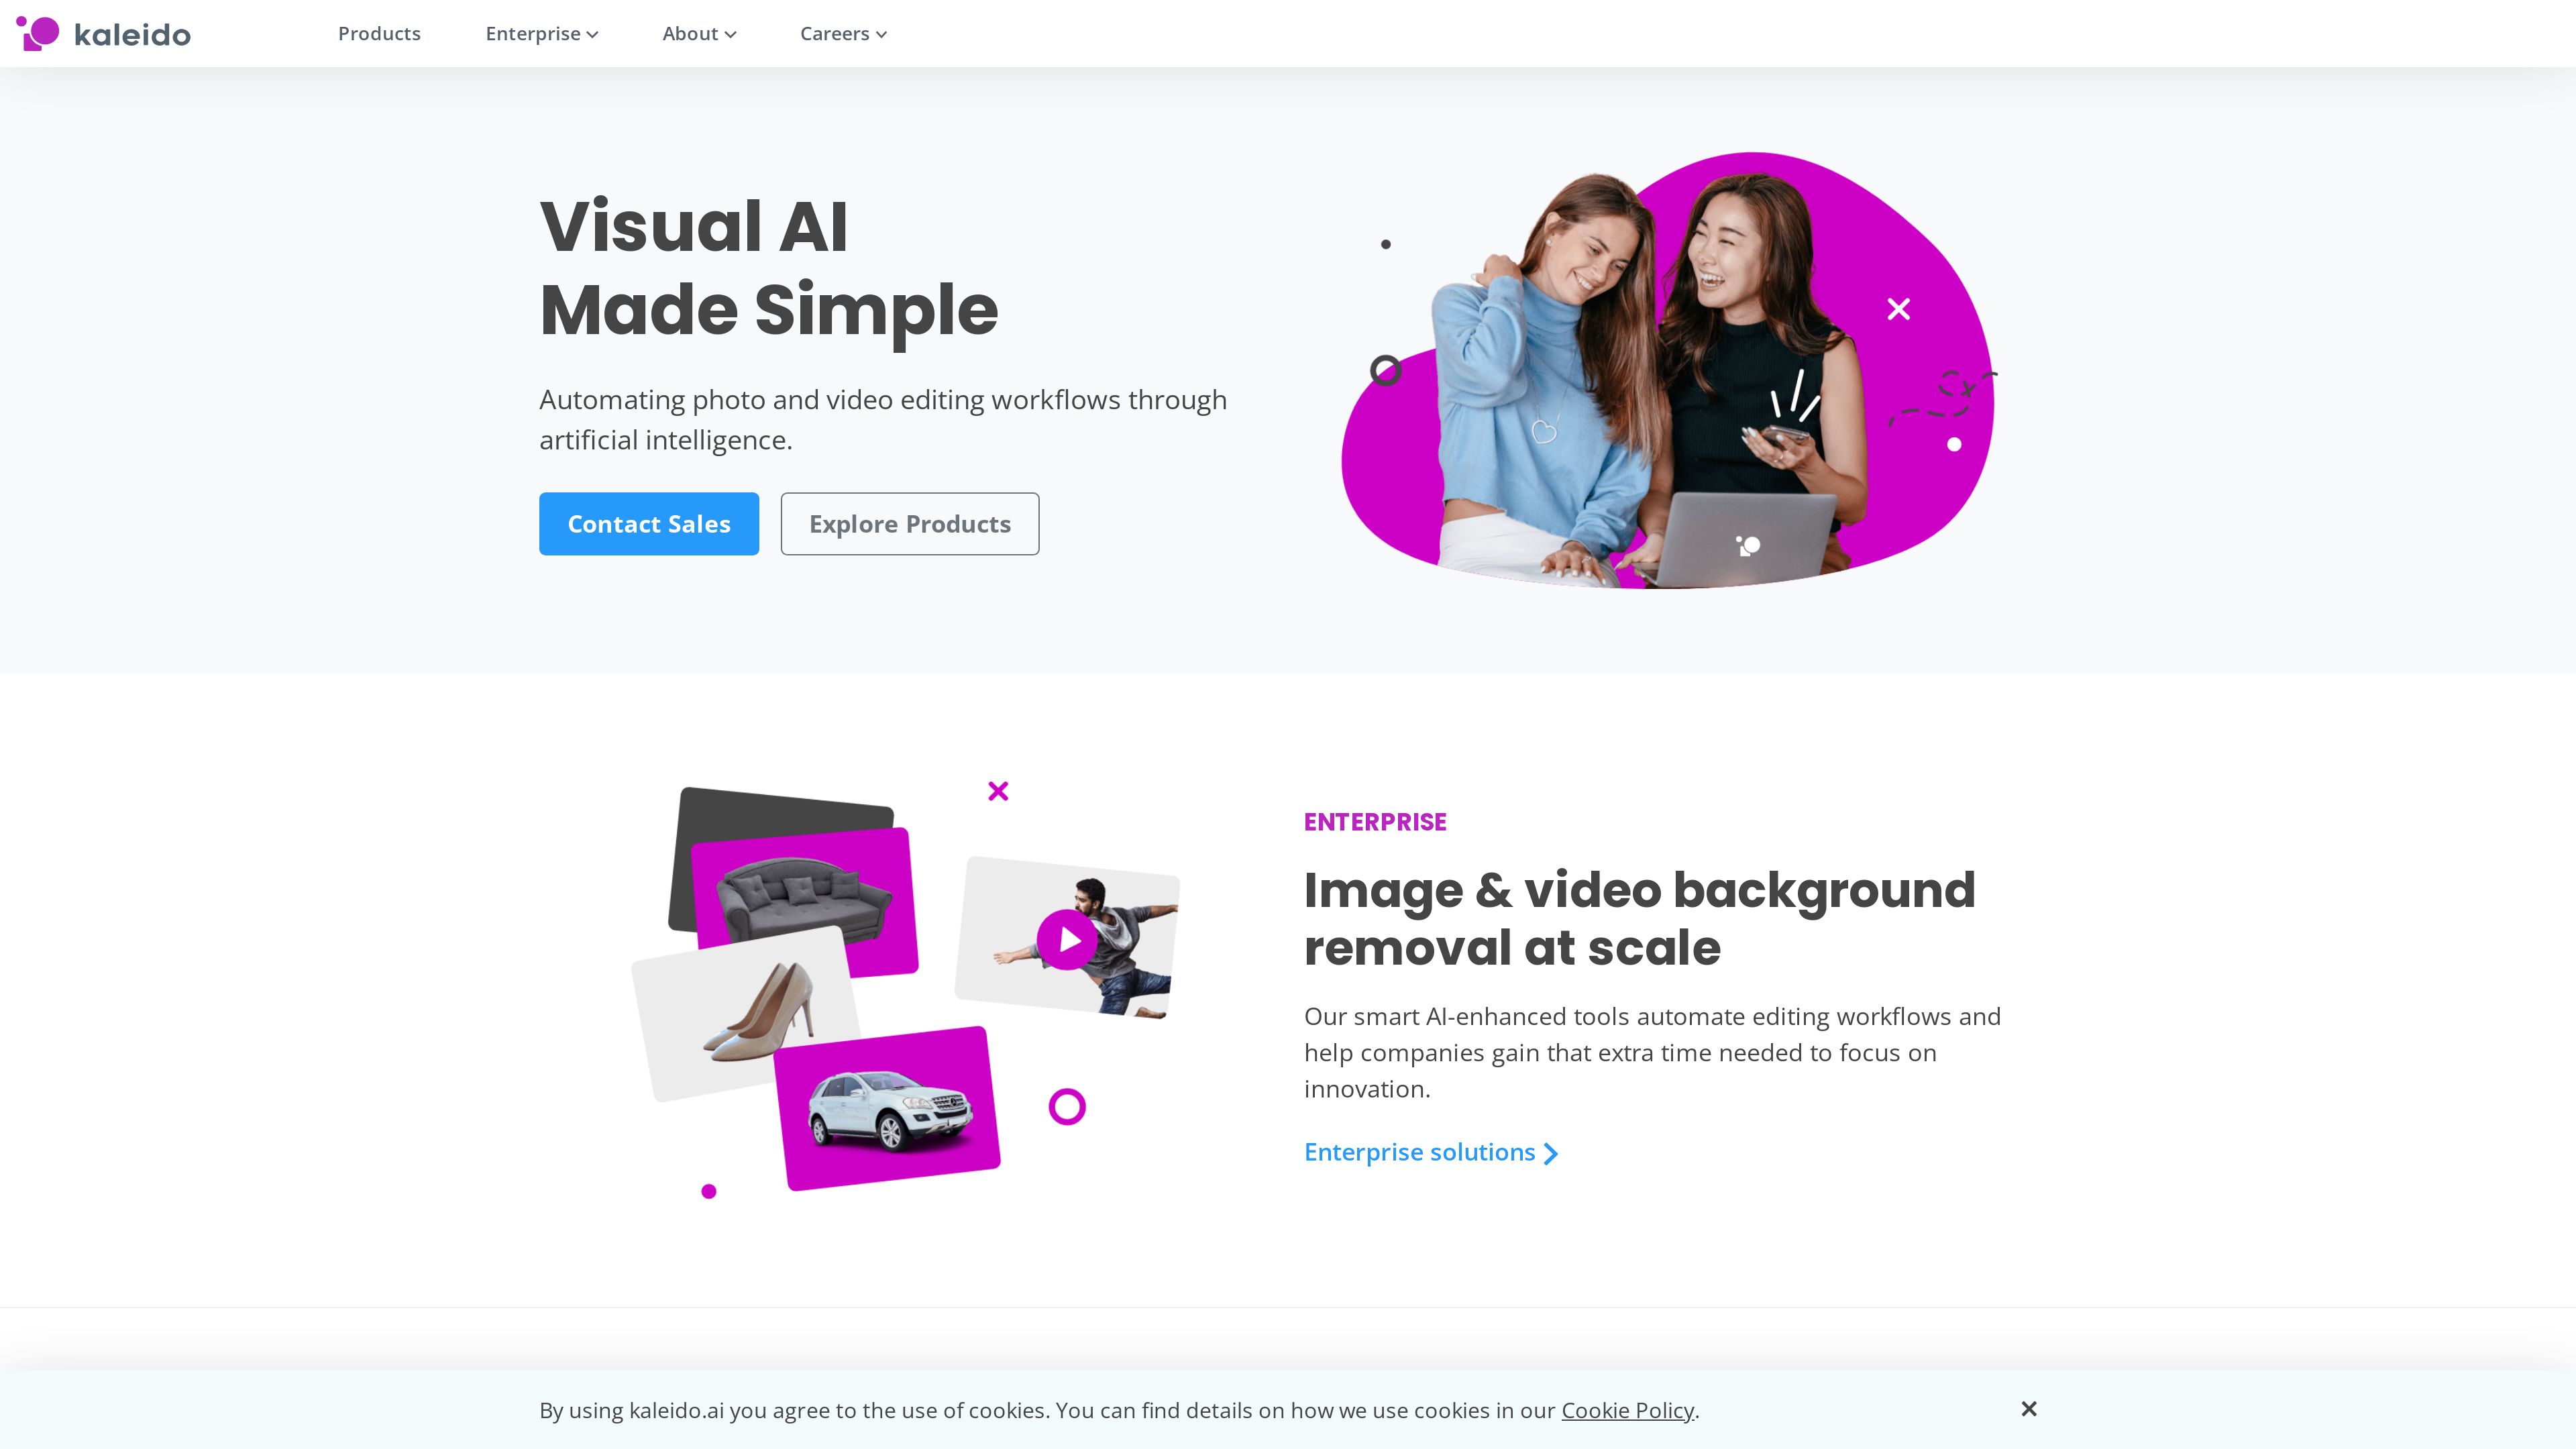 kaleido
Products
Enterprise
About
Careers
Visual AI
Made Simple
Automating photo and video editing workflows through
artificial intelligence.
Contact Sales
Explore Products
ENTERPRISE
Image & video background
removal at scale
Our smart AI-enhanced tools automate editing workflows and
help companies gain that extra time needed to focus on
innovation.
Enterprise solutions
By using kaleido.ai you agree to the use of cookies. You can find details on how we use cookies in our Cookie Policy.